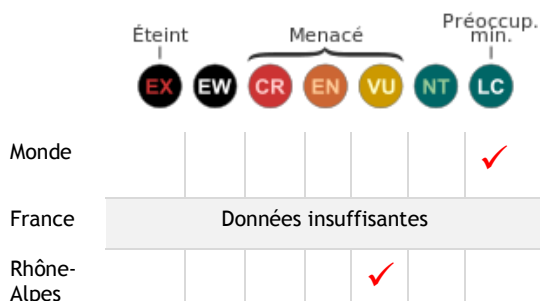 Éteint Menacé Préoccup. min.
EX EW CR EN VU NT LC
Monde
France Données insuffisantes
Rhône-
Alpes